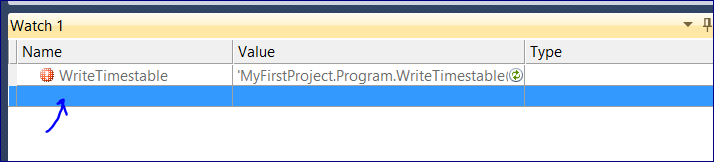 Watch 1
Name Value Type
WriteTimestable 'MyFirstProject.Program.WriteTimestable(